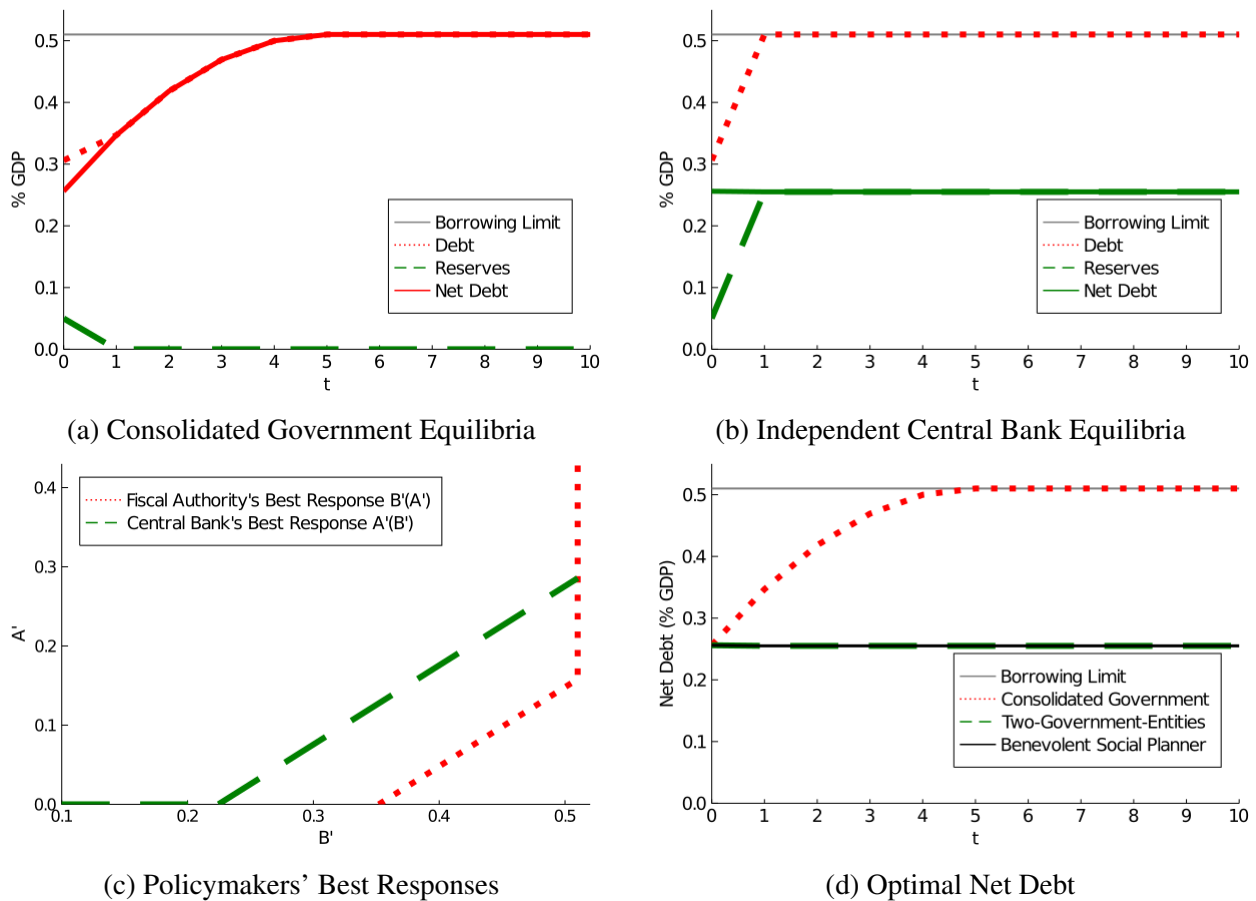 % GDP
0.5
0.4
0.3
0.2
0.1
0.0
Borrowing Limit
Debt
Reserves
Net Debt
0 1 2 3 4 5 6 7 8 9 10
t
(a) Consolidated Government Equilibria
% GDP
0.5
0.4
0.3
0.2
0.1
0.0
Borrowing Limit
Debt
Reserves
Net Debt
0 1 2 3 4 5 6 7 8 9 10
t
(b) Independent Central Bank Equilibria
A'
0.4
0.3
0.2
0.1
0.0
Fiscal Authority's Best Response B'(A')
Central Bank's Best Response A'(B')
0.1 0.2 0.3 0.4 0.5
B'
(c) Policymakers’ Best Responses
Net Debt (% GDP)
0.5
0.4
0.3
0.2
0.1
0.0
Borrowing Limit
Consolidated Government
Two-Government-Entities
Benevolent Social Planner
0 1 2 3 4 5 6 7 8 9 10
t
(d) Optimal Net Debt